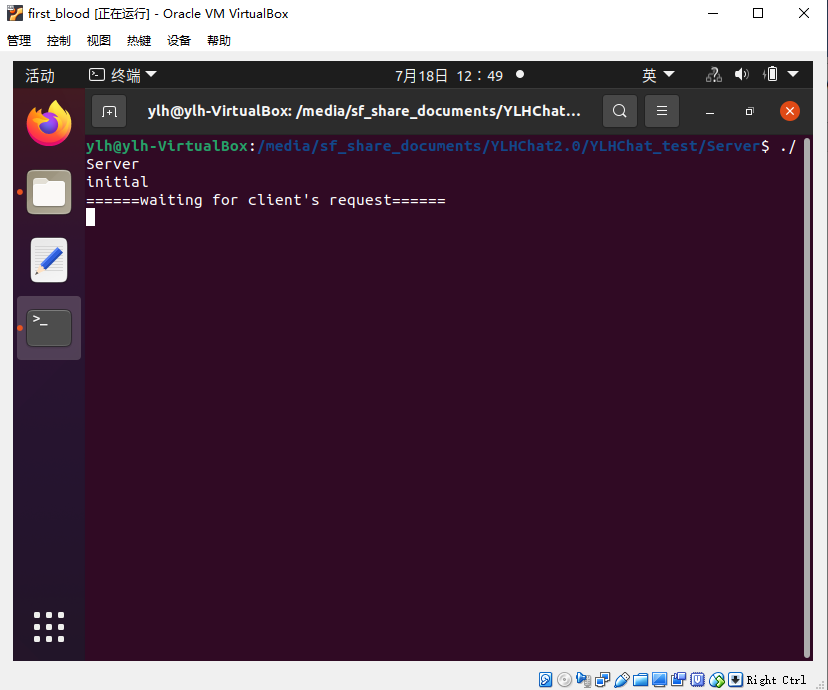 first_blood [正在运行] - Oracle VM VirtualBox
管理 控制 视图 热键 设备 帮助
活动 终端 7月18日 12：49 英
ylh@ylh-VirtualBox: /media/sf_share_documents/YLHChat...
ylh@ylh-VirtualBox:/media/sf_share_documents/YLHChat2.0/YLHChat_test/Server$ ./
Server
initial
======waiting for client's request======
>_
Right Ctrl